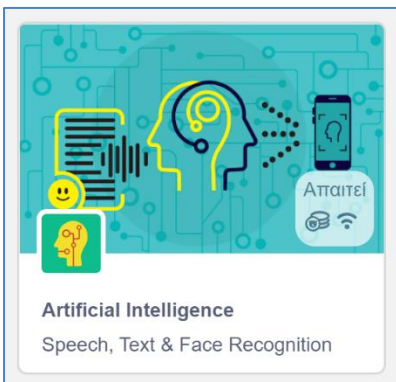 Απαιτεί
Artificial Intelligence
Speech, Text & Face Recognition